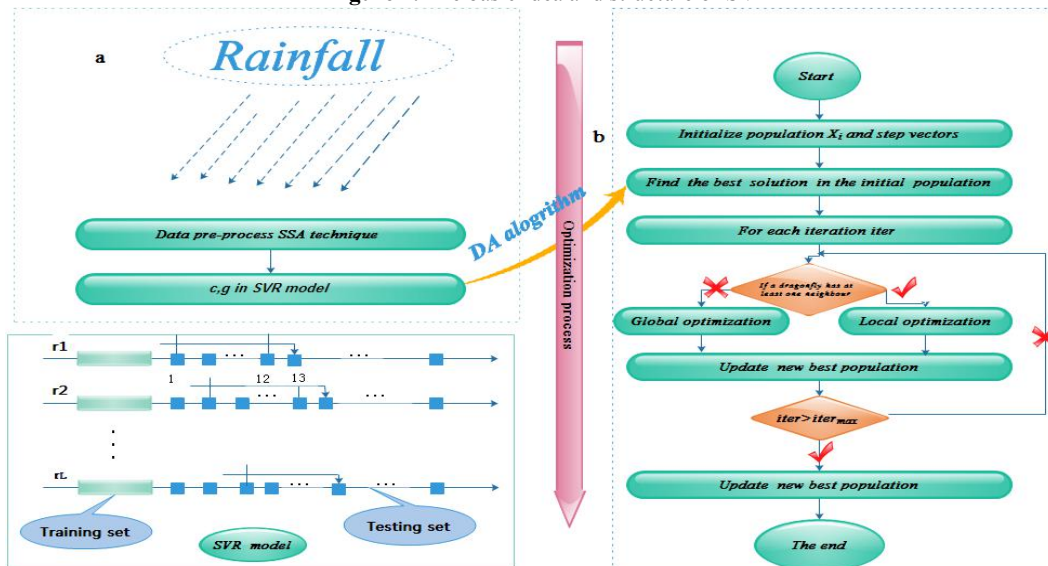 a
Rainfall
Data pre-process SSA technique
c,g in SVR model
DA alogrithm
Optimization process
r1
...
...
1
12
13
r2
...
...
rL
...
...
Training set
Testing set
SVR model
b
Start
Initialize population Xi and step vectors
Find the best solution in the initial population
For each iteration iter
If a dragonfly has at
least one neighbour
Global optimization
Local optimization
Update new best population
iter>itermax
Update new best population
The end